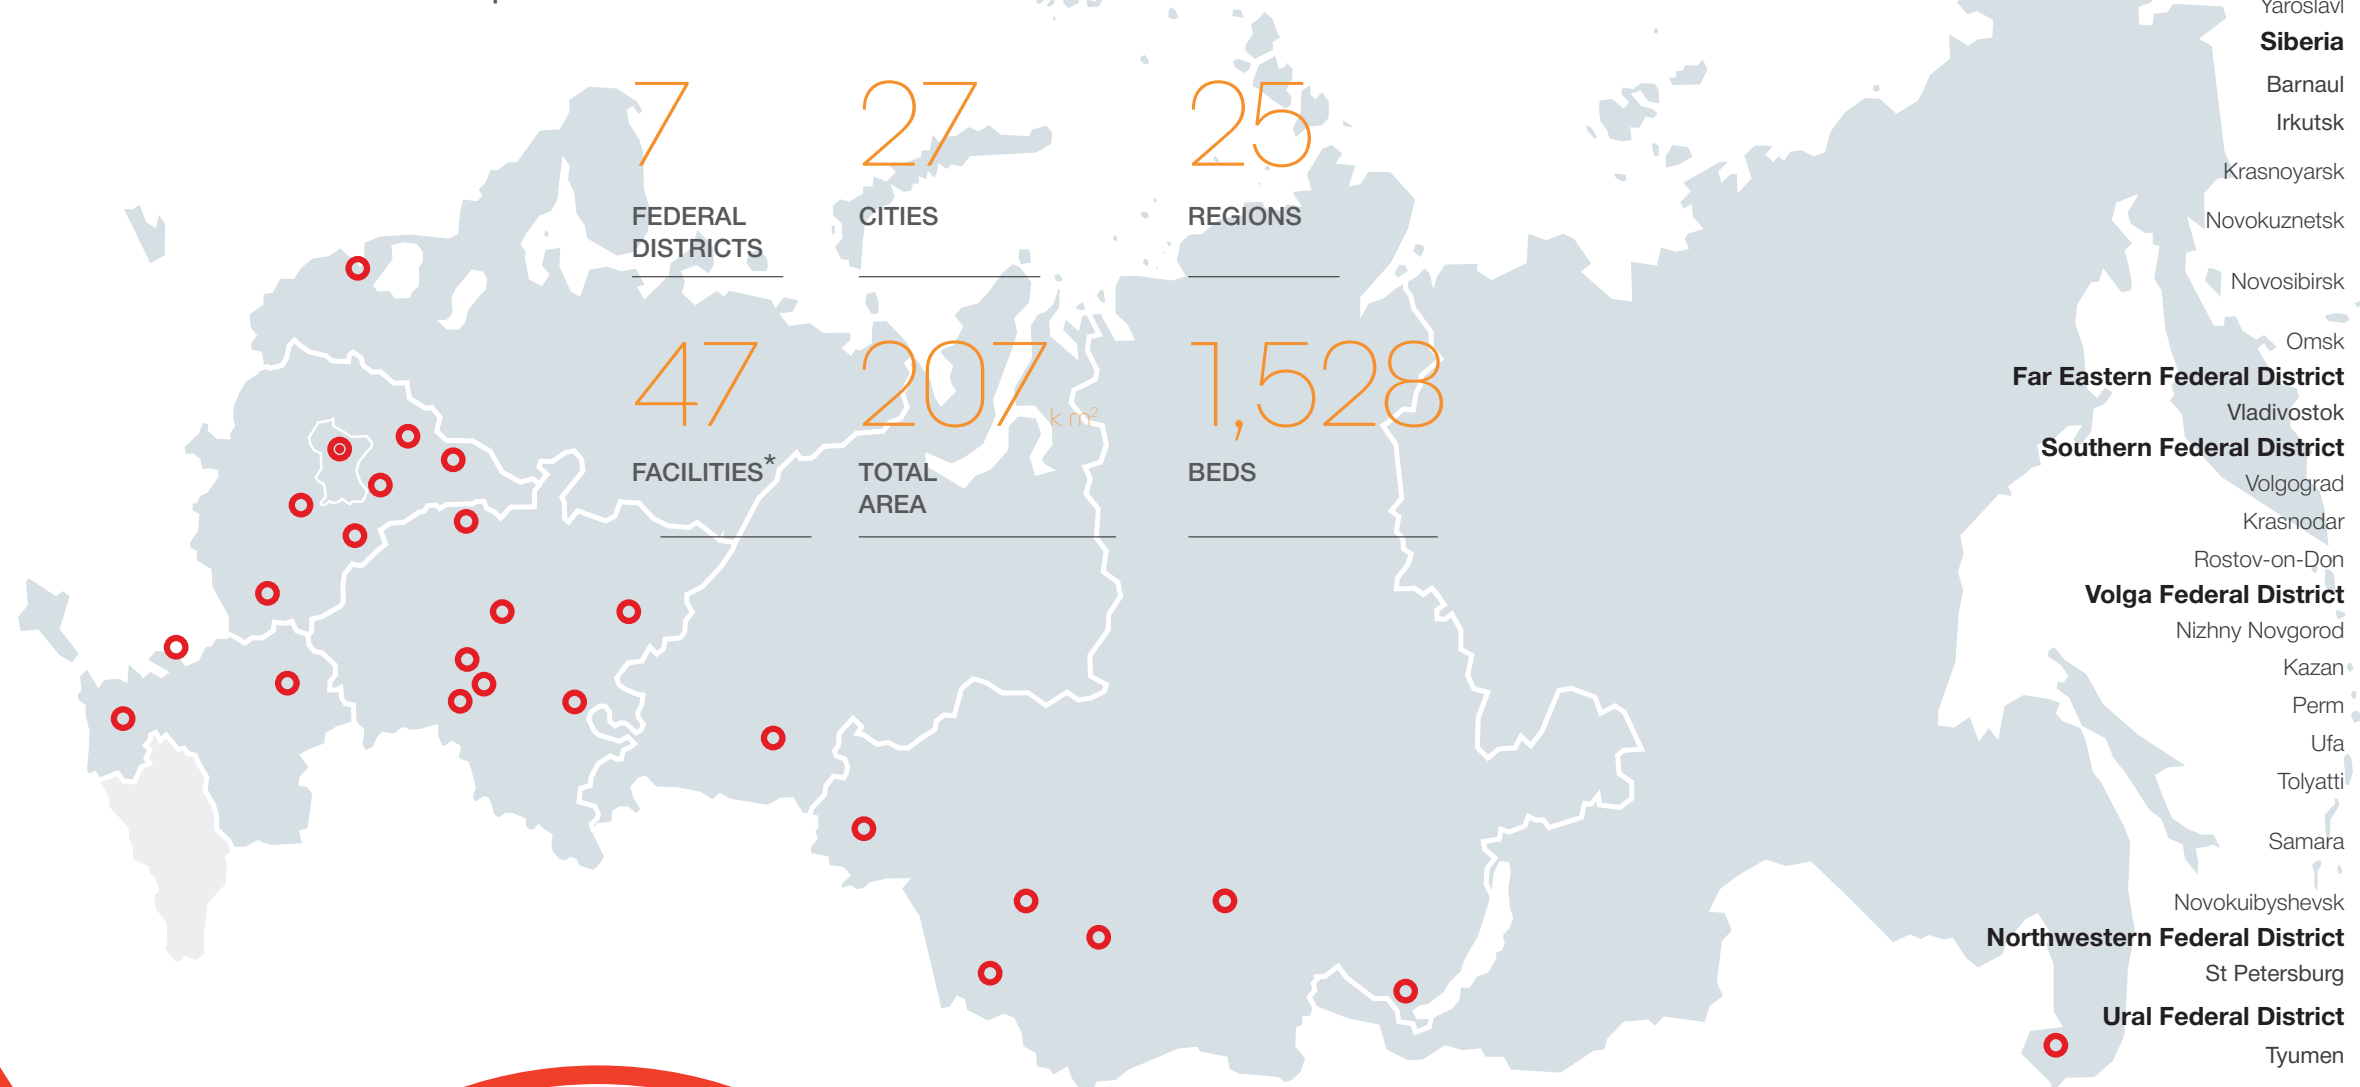 7
FEDERAL
DISTRICTS
27
CITIES
25
REGIONS
47
FACILITIES*
207 km²
TOTAL
AREA
1,528
BEDS
Yaroslavl
Siberia
Barnaul
Irkutsk
Krasnoyarsk
Novokuznetsk
Novosibirsk
Omsk
Far Eastern Federal District
Vladivostok
Southern Federal District
Volgograd
Krasnodar
Rostov-on-Don
Volga Federal District
Nizhny Novgorod
Kazan
Perm
Ufa
Tolyatti
Samara
Novokuibyshevsk
Northwestern Federal District
St Petersburg
Ural Federal District
Tyumen